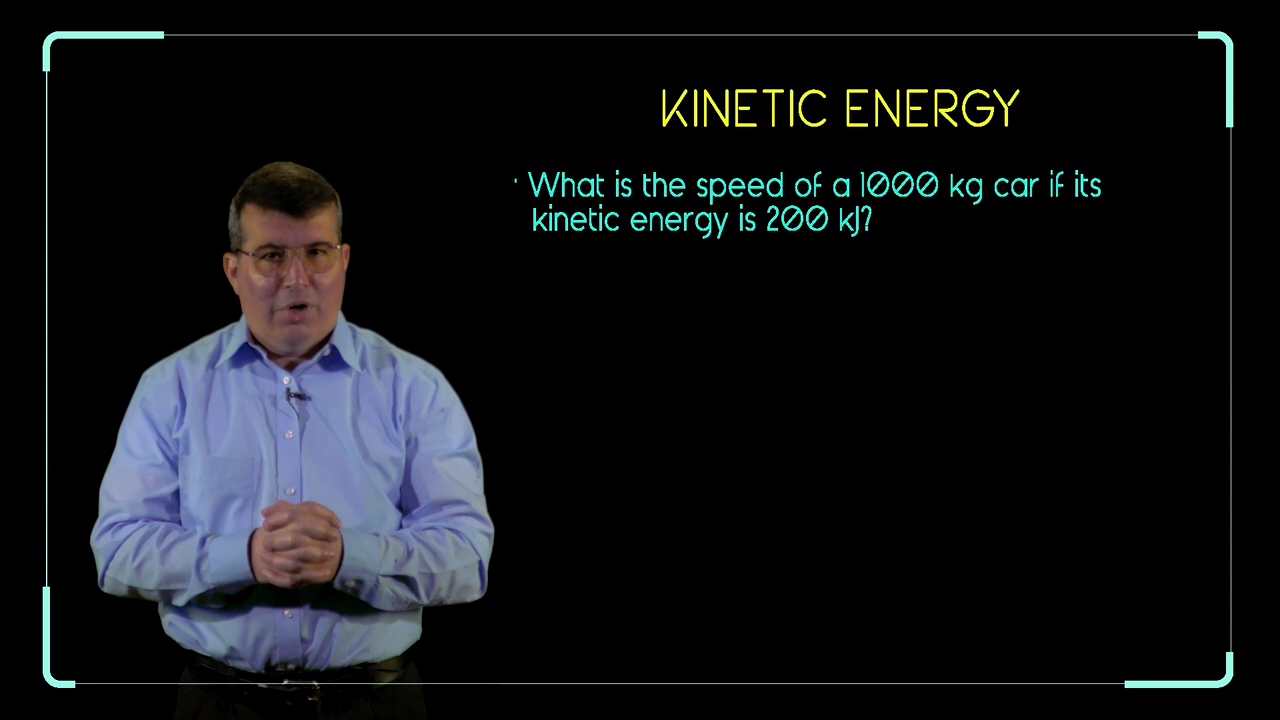 KINETIC ENERGY
· What is the speed of a 1000 kg car if its
kinetic energy is 200 kJ?